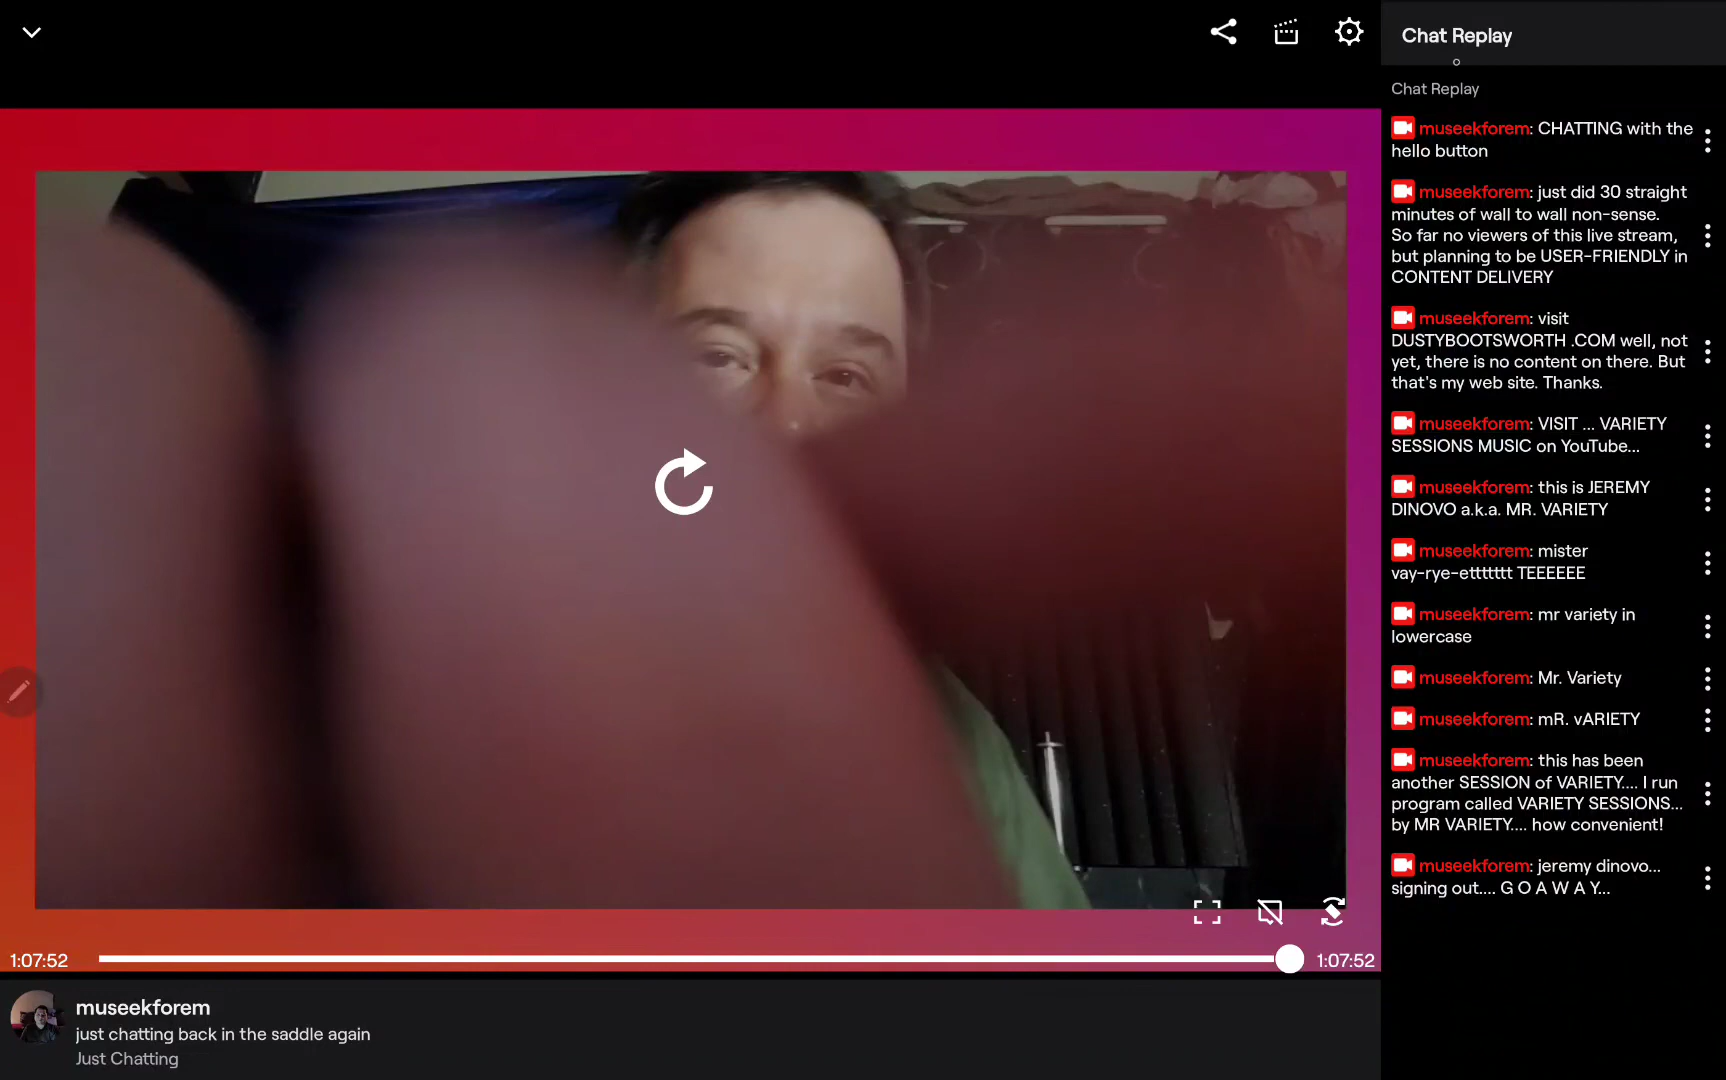 Chat Replay
Chat Replay
museekforem: CHATTING with the
hello button
museekforem: just did 30 straight
minutes of wall to wall non-sense.
So far no viewers of this live stream,
but planning to be USER-FRIENDLY in
CONTENT DELIVERY
museekforem: visit
DUSTYBOOTSWORTH .COM well, not
yet, there is no content on there. But
that's my web site. Thanks.
museekforem: VISIT ... VARIETY
SESSIONS MUSIC on YouTube...
museekforem: this is JEREMY
DINOVO a.k.a. MR. VARIETY
museekforem: mister
vay-rye-ettttttt TEEEEEE
museekforem: mr variety in
lowercase
museekforem: Mr. Variety
museekforem: mR. vARIETY
museekforem: this has been
another SESSION of VARIETY.... I run
program called VARIETY SESSIONS...
by MR VARIETY.... how convenient!
museekforem: jeremy dinovo...
signing out.... G O A W A Y...
1:07:52
1:07:52
museekforem
just chatting back in the saddle again
Just Chatting